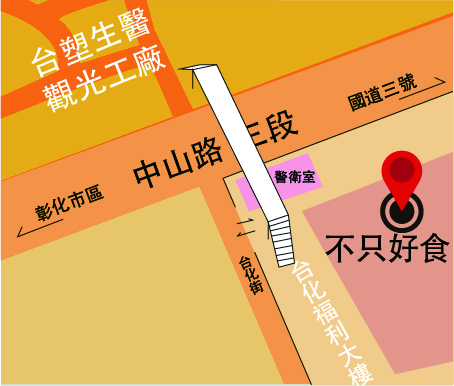 台塑生醫
觀光工廠
國道三號
中山路三段
彰化市區
警衛室
不只好食
台化街
台化福利大樓